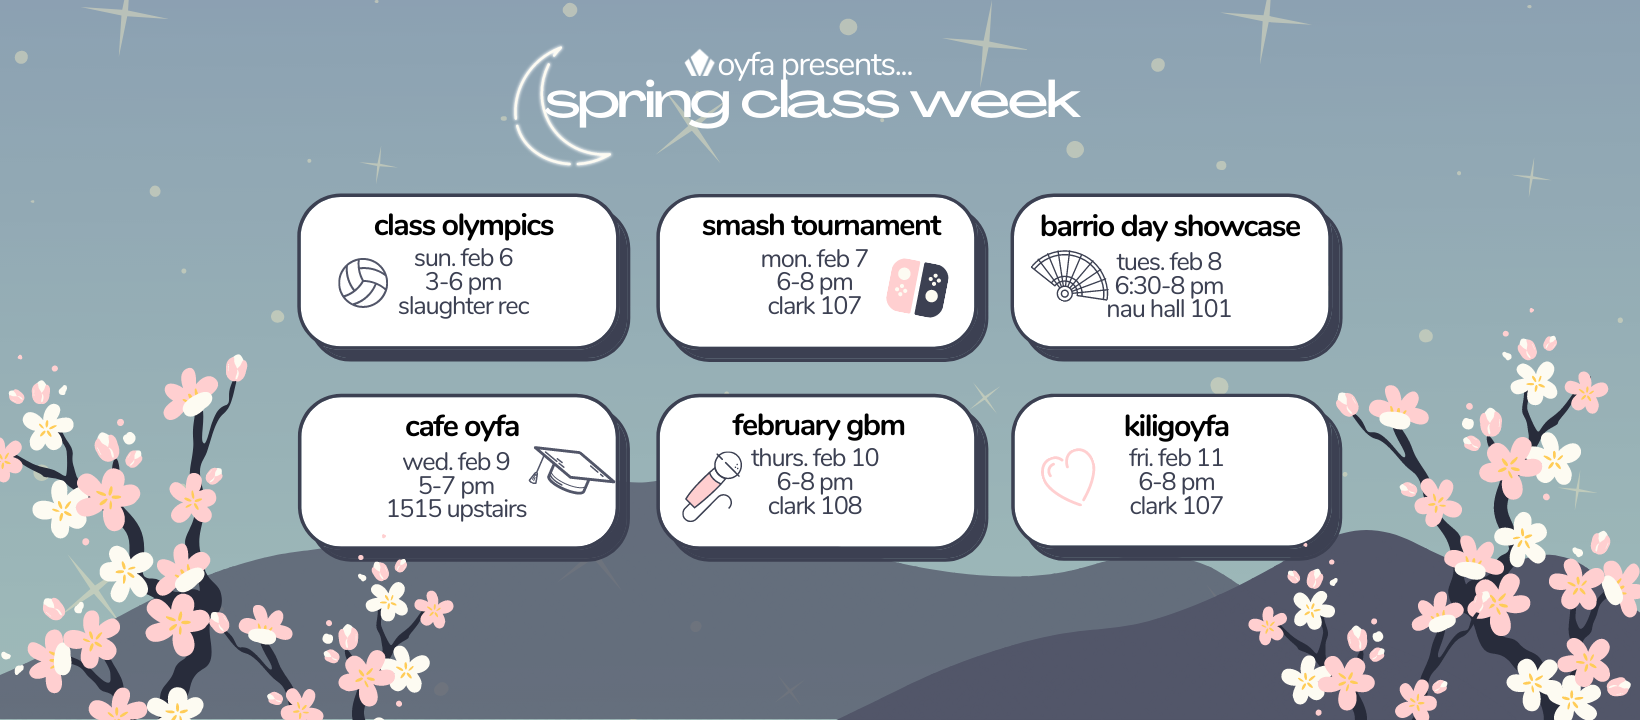 oyfa presents...
spring class week
class olympics
sun. feb 6
3-6 pm
slaughter rec
smash tournament
mon. feb 7
6-8 pm
clark 107
barrio day showcase
tues. feb 8
6:30-8 pm
nau hall 101
cafe oyfa
wed. feb 9
5-7 pm
1515 upstairs
february gbm
thurs. feb 10
6-8 pm
clark 108
kiligoyfa
fri. feb 11
6-8 pm
clark 107